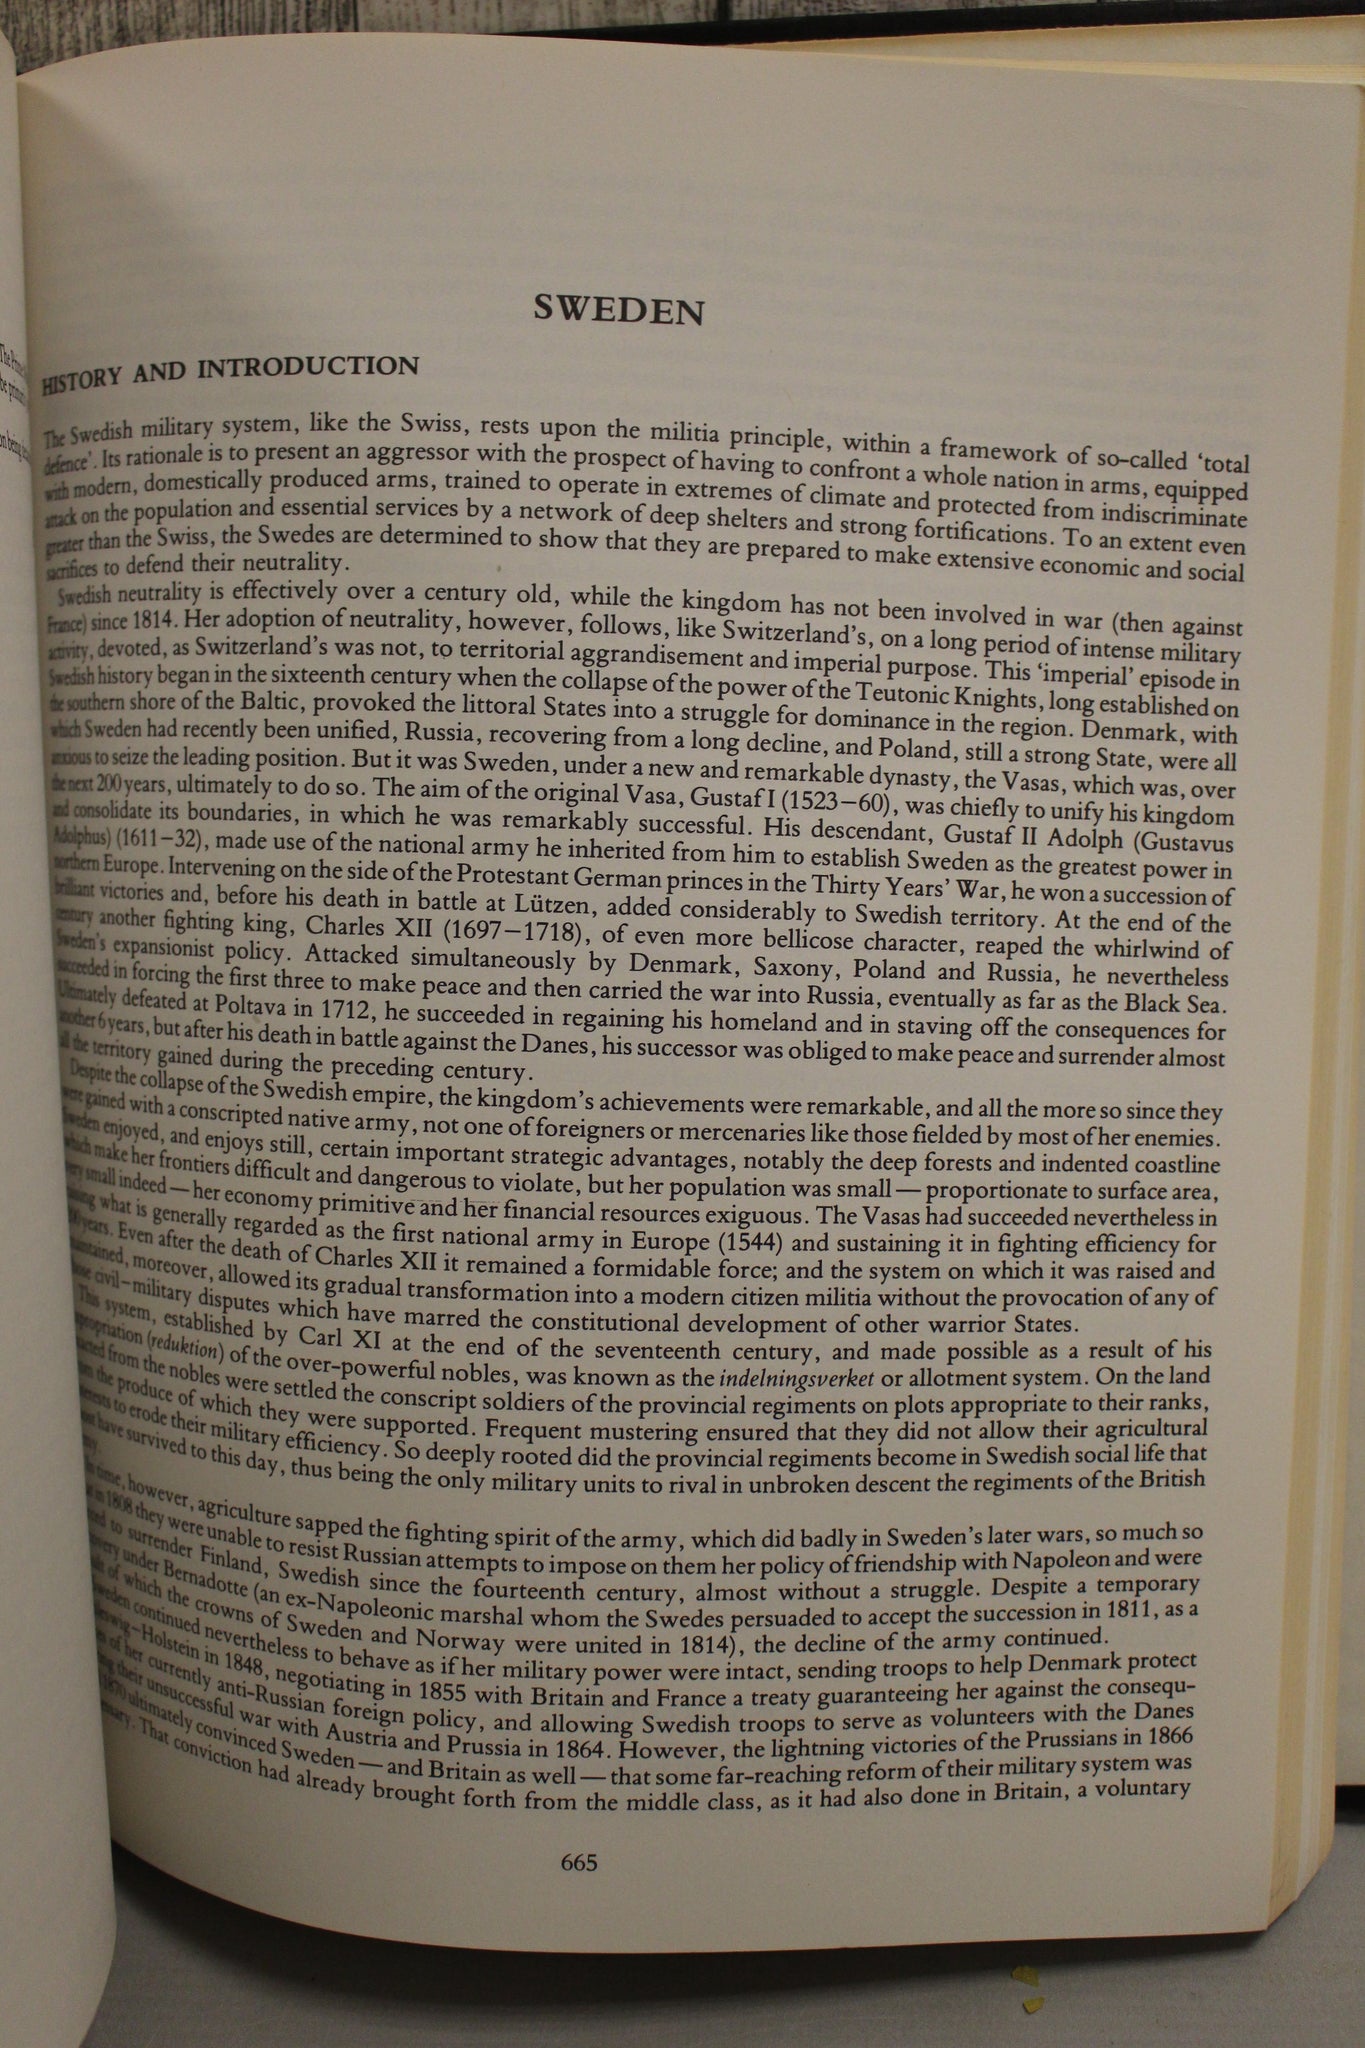 SWEDEN
HISTORY AND INTRODUCTION
The Swedish military system, like the Swiss, rests upon the militia principle, within a framework of so-called ‘total
defence’. Its rationale is to present an aggressor with the prospect of having to confront a whole nation in arms, equipped
with modern, domestically produced arms, trained to operate in extremes of climate and protected from indiscriminate
attack on the population and essential services by a network of deep shelters and strong fortifications. To an extent even
greater than the Swiss, the Swedes are determined to show that they are prepared to make extensive economic and social
sacrifices to defend their neutrality.
Swedish neutrality is effectively over a century old, while the kingdom has not been involved in war (then against
France) since 1814. Her adoption of neutrality, however, follows, like Switzerland’s, on a long period of intense military
activity, devoted, as Switzerland’s was not, to territorial aggrandisement and imperial purpose. This ‘imperial’ episode in
Swedish history began in the sixteenth century when the collapse of the power of the Teutonic Knights, long established on
the southern shore of the Baltic, provoked the littoral States into a struggle for dominance in the region. Denmark, with
which Sweden had recently been unified, Russia, recovering from a long decline, and Poland, still a strong State, were all
anxious to seize the leading position. But it was Sweden, under a new and remarkable dynasty, the Vasas, which was, over
the next 200 years, ultimately to do so. The aim of the original Vasa, Gustaf I (1523–60), was chiefly to unify his kingdom
and consolidate its boundaries, in which he was remarkably successful. His descendant, Gustaf II Adolph (Gustavus
Adolphus) (1611–32), made use of the national army he inherited from him to establish Sweden as the greatest power in
northern Europe. Intervening on the side of the Protestant German princes in the Thirty Years’ War, he won a succession of
brilliant victories and, before his death in battle at Lützen, added considerably to Swedish territory. At the end of the
century another fighting king, Charles XII (1697–1718), of even more bellicose character, reaped the whirlwind of
Sweden’s expansionist policy. Attacked simultaneously by Denmark, Saxony, Poland and Russia, he nevertheless
succeeded in forcing the first three to make peace and then carried the war into Russia, eventually as far as the Black Sea.
Ultimately defeated at Poltava in 1712, he succeeded in regaining his homeland and in staving off the consequences for
another 6 years, but after his death in battle against the Danes, his successor was obliged to make peace and surrender almost
all the territory gained during the preceding century.
Despite the collapse of the Swedish empire, the kingdom’s achievements were remarkable, and all the more so since they
were gained with a conscripted native army, not one of foreigners or mercenaries like those fielded by most of her enemies.
Sweden enjoyed, and enjoys still, certain important strategic advantages, notably the deep forests and indented coastline
which make her frontiers difficult and dangerous to violate, but her population was small — proportionate to surface area,
very small indeed — her economy primitive and her financial resources exiguous. The Vasas had succeeded nevertheless in
what is generally regarded as the first national army in Europe (1544) and sustaining it in fighting efficiency for
years. Even after the death of Charles XII it remained a formidable force; and the system on which it was raised and
maintained, moreover, allowed its gradual transformation into a modern citizen militia without the provocation of any of
those civil–military disputes which have marred the constitutional development of other warrior States.
This system, established by Carl XI at the end of the seventeenth century, and made possible as a result of his
expropriation (reduktion) of the over-powerful nobles, was known as the indelningsverket or allotment system. On the land
from the nobles were settled the conscript soldiers of the provincial regiments on plots appropriate to their ranks,
the produce of which they were supported. Frequent mustering ensured that they did not allow their agricultural
interests to erode their military efficiency. So deeply rooted did the provincial regiments become in Swedish social life that
have survived to this day, thus being the only military units to rival in unbroken descent the regiments of the British
In time, however, agriculture sapped the fighting spirit of the army, which did badly in Sweden’s later wars, so much so
in 1808 they were unable to resist Russian attempts to impose on them her policy of friendship with Napoleon and were
to surrender Finland, Swedish since the fourteenth century, almost without a struggle. Despite a temporary
under Bernadotte (an ex-Napoleonic marshal whom the Swedes persuaded to accept the succession in 1811, as a
of which the crowns of Sweden and Norway were united in 1814), the decline of the army continued.
Sweden continued nevertheless to behave as if her military power were intact, sending troops to help Denmark protect
Holstein in 1848, negotiating in 1855 with Britain and France a treaty guaranteeing her against the consequ-
of her currently anti-Russian foreign policy, and allowing Swedish troops to serve as volunteers with the Danes
their unsuccessful war with Austria and Prussia in 1864. However, the lightning victories of the Prussians in 1866
1870 ultimately convinced Sweden — and Britain as well — that some far-reaching reform of their military system was
That conviction had already brought forth from the middle class, as it had also done in Britain, a voluntary
665